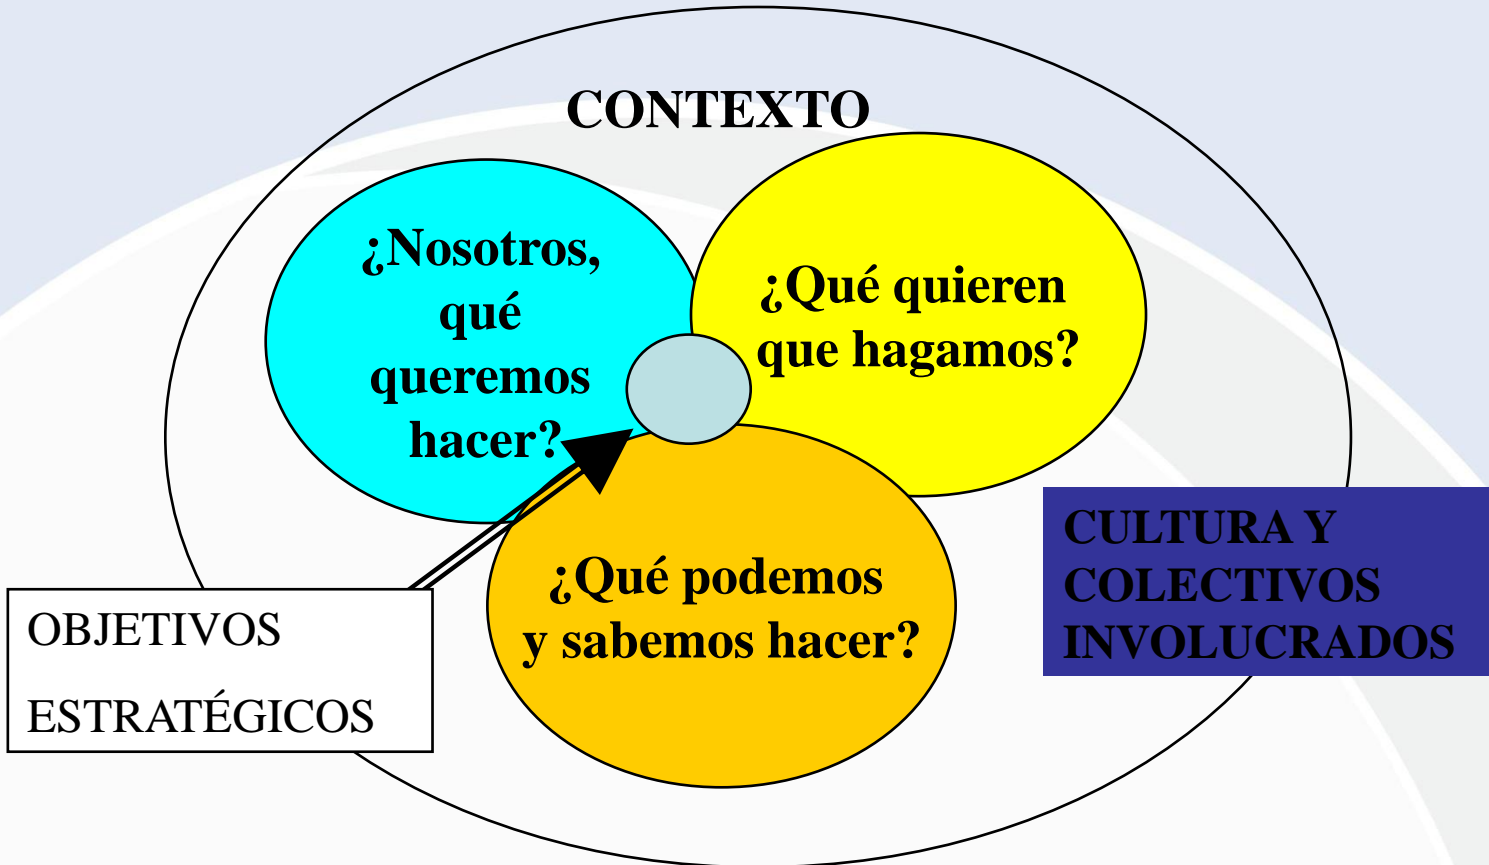 CONTEXTO
¿Nosotros,
qué
queremos
hacer?
¿Qué quieren
que hagamos?
¿Qué podemos
y sabemos hacer?
OBJETIVOS
ESTRATÉGICOS
CULTURA Y
COLECTIVOS
INVOLUCRADOS